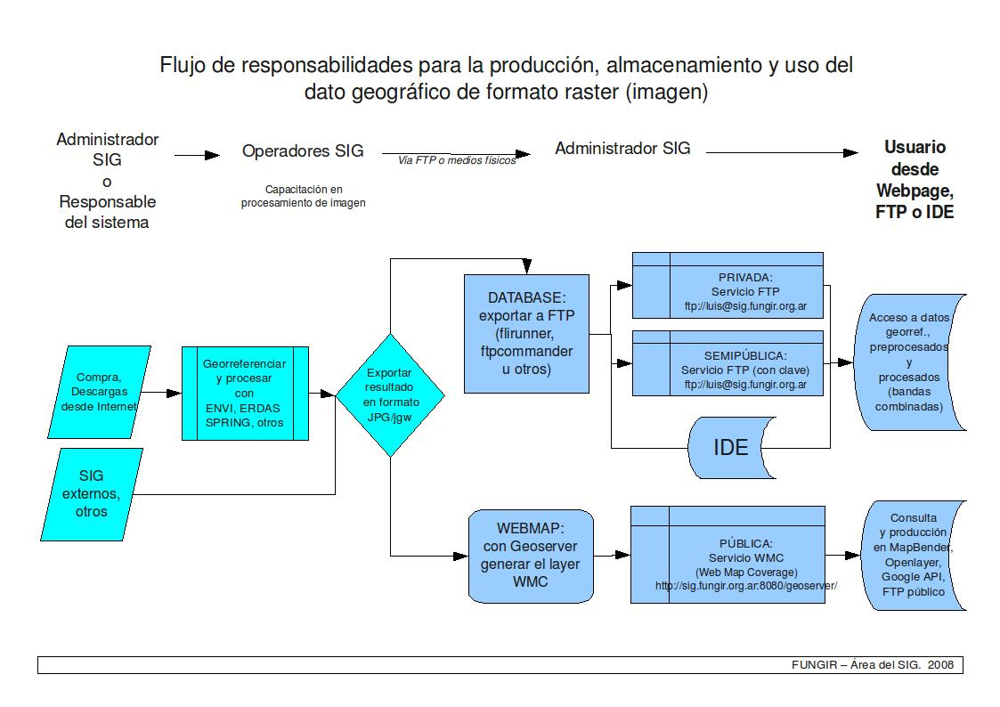 Flujo de responsabilidades para la producción, almacenamiento y uso del
dato geográfico de formato raster (imagen)
Administrador
SIG
o
Responsable
del sistema
Operadores SIG
Capacitación en
procesamiento de imagen
Via FTP o medios físicos
Administrador SIG
Usuario
desde
Webpage,
FTP o IDE
Compra,
Descargas
desde Internet
SIG
externos,
otros
Georreferenciar
y procesar
con
ENVI, ERDAS
SPRING, otros
Exportar
resultado
en formato
JPG/jgw
DATABASE:
exportar a FTP
(flirunner,
ftpcommander
u otros)
PRIVADA:
Servicio FTP
ftp://luis@sig.fungir.org.ar
SEMIPÚBLICA:
Servicio FTP (con clave)
ftp://luis@sig.fungir.org.ar
IDE
Acceso a datos
georref.,
preprocesados
y
procesados
(bandas
combinadas)
WEBMAP:
con Geoserver
generar el layer
WMC
PÚBLICA:
Servicio WMC
(Web Map Coverage)
http://sig.fungir.org.ar:8080/geoserver/
Consulta
y producción
en MapBender,
Openlayer,
Google API,
FTP público
FUNGIR – Área del SIG.  2008